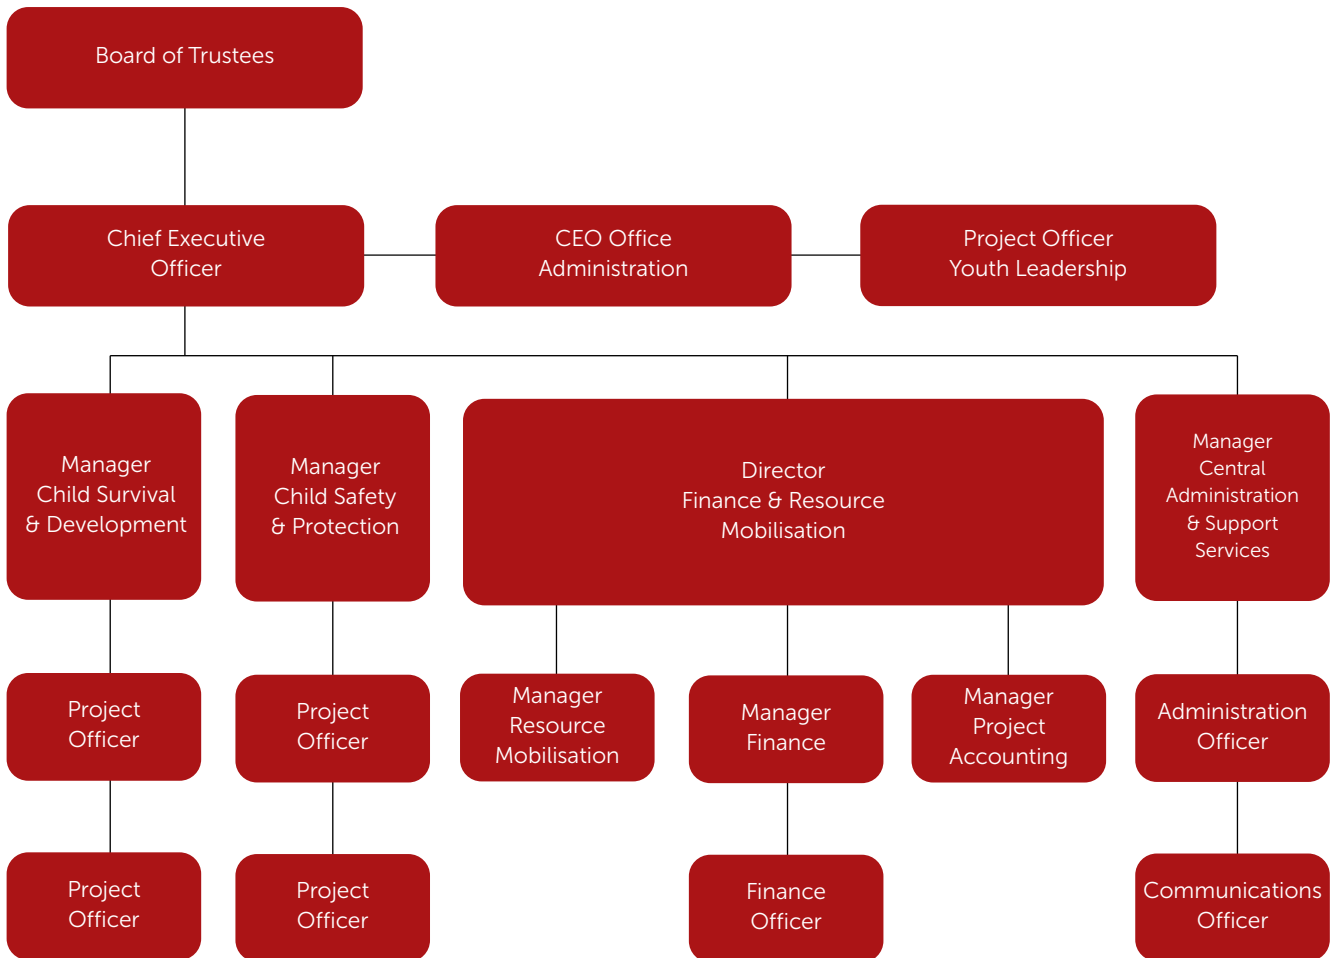 Board of Trustees
Chief Executive
Officer
CEO Office
Administration
Project Officer
Youth Leadership
Manager
Child Survival
& Development
Manager
Child Safety
& Protection
Director
Finance & Resource
Mobilisation
Manager
Central
Administration
& Support
Services
Project
Officer
Project
Officer
Manager
Resource
Mobilisation
Manager
Finance
Manager
Project
Accounting
Administration
Officer
Project
Officer
Project
Officer
Finance
Officer
Communications
Officer